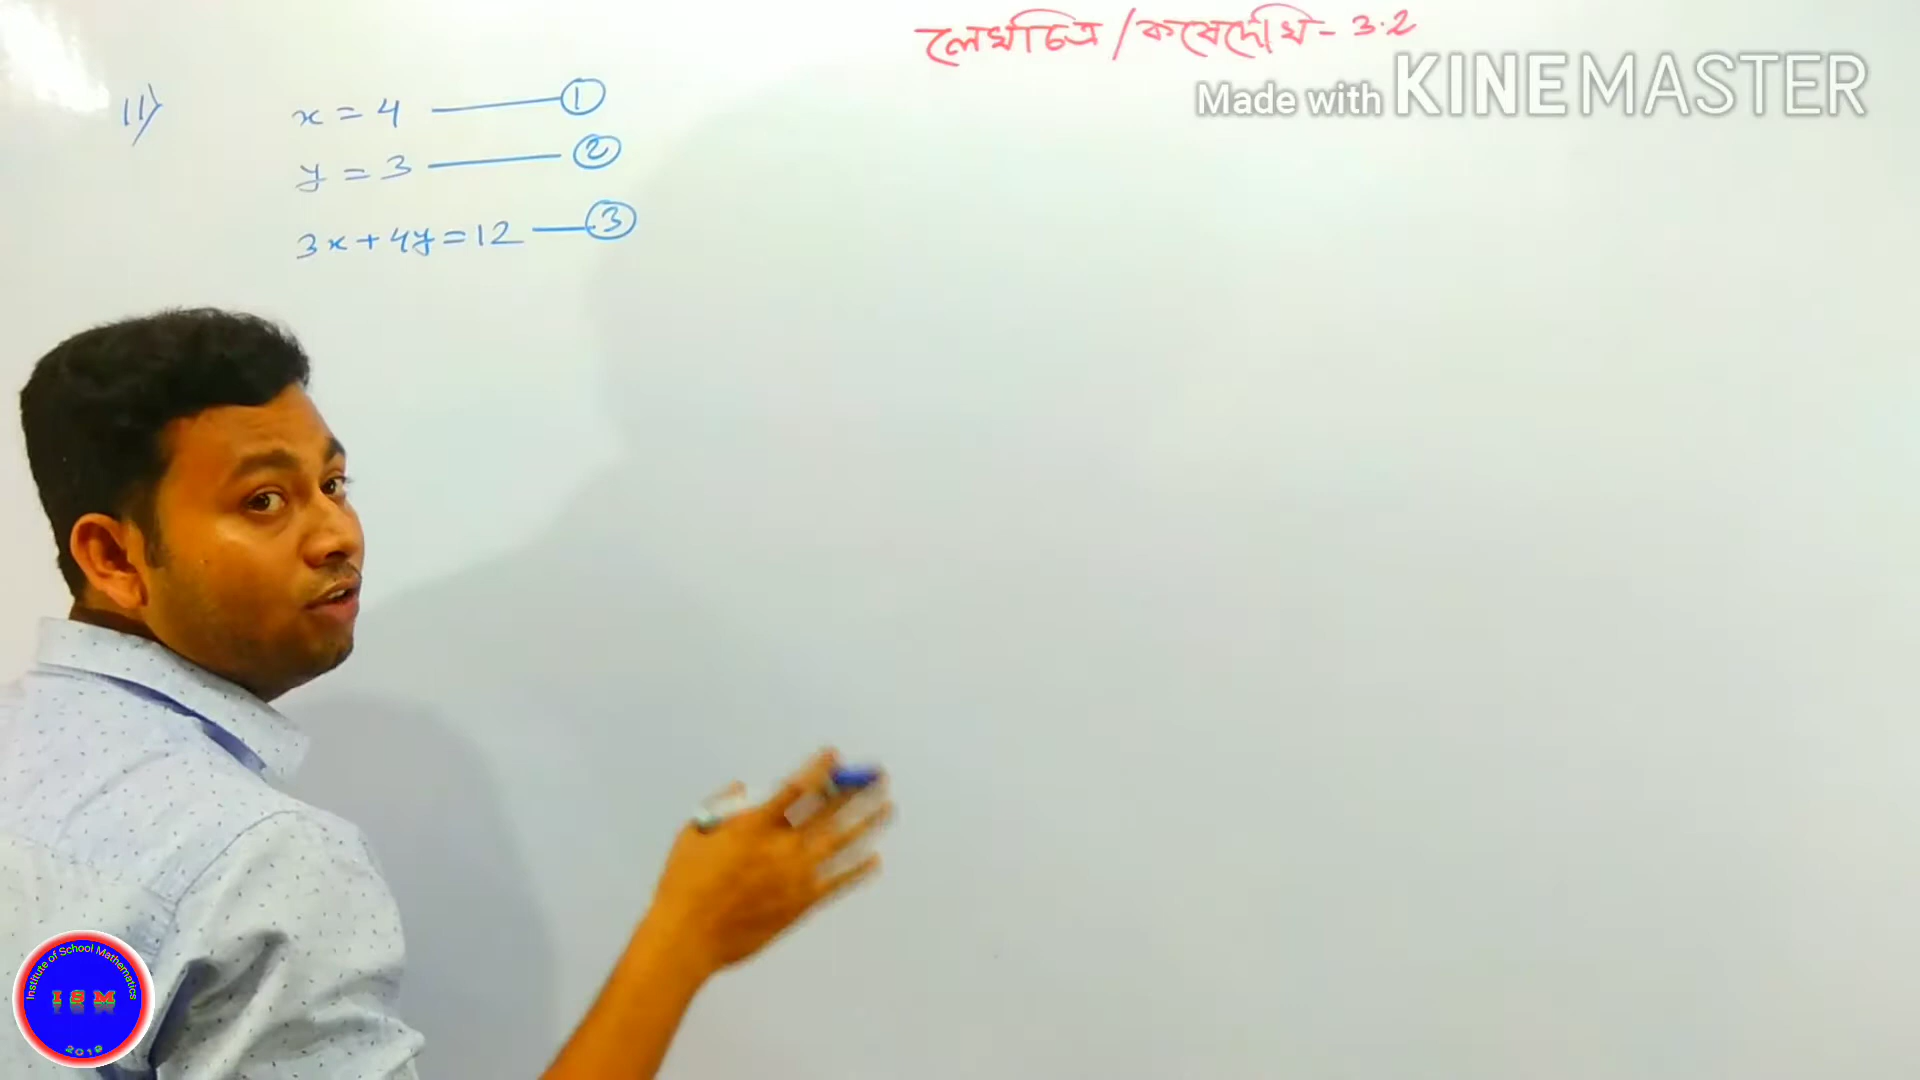 লেখচিত্র / কষে দেখি - 3.2
Made with KINEMASTER
11)
x = 4 —— ①
y = 3 —— ②
3x + 4y = 12 —— ③
Institute of School Mathematics
ISM
2019